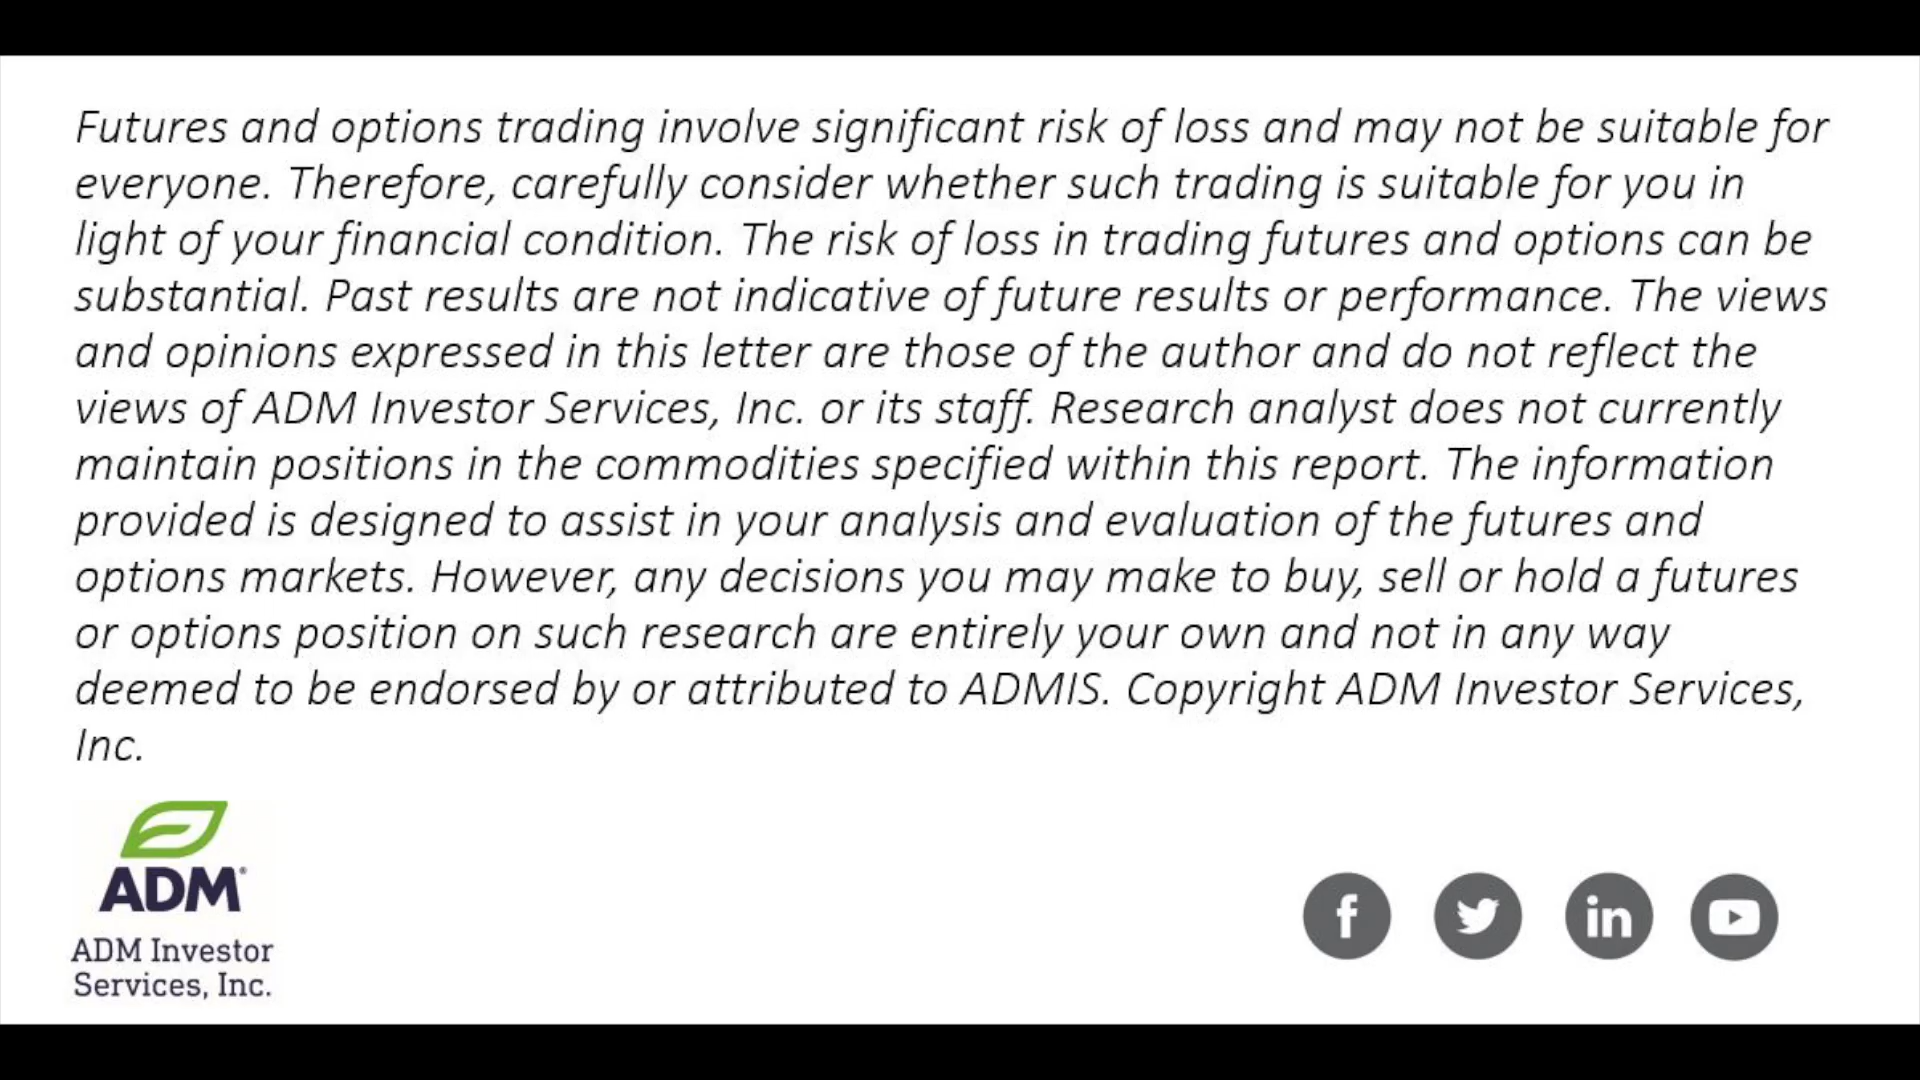 Futures and options trading involve significant risk of loss and may not be suitable for
everyone. Therefore, carefully consider whether such trading is suitable for you in
light of your financial condition. The risk of loss in trading futures and options can be
substantial. Past results are not indicative of future results or performance. The views
and opinions expressed in this letter are those of the author and do not reflect the
views of ADM Investor Services, Inc. or its staff. Research analyst does not currently
maintain positions in the commodities specified within this report. The information
provided is designed to assist in your analysis and evaluation of the futures and
options markets. However, any decisions you may make to buy, sell or hold a futures
or options position on such research are entirely your own and not in any way
deemed to be endorsed by or attributed to ADMIS. Copyright ADM Investor Services,
Inc.
ADM®
ADM Investor
Services, Inc.
f
in